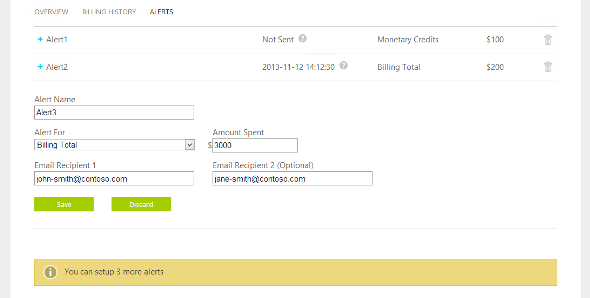 OVERVIEW BILLING HISTORY ALERTS
+ Alert1 Not Sent ? Monetary Credits $100
+ Alert2 2013-11-12 14:12:30 ? Billing Total $200
Alert Name
Alert3
Alert For Amount Spent
Billing Total $ 3000
Email Recipient 1 Email Recipient 2 (Optional)
john-smith@contoso.com jane-smith@contoso.com
Save Discard
You can setup 3 more alerts